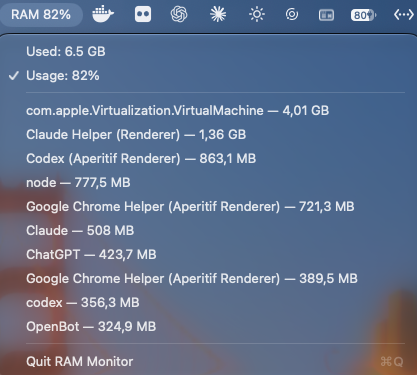 RAM 82%
80
Used: 6.5 GB
✓ Usage: 82%
com.apple.Virtualization.VirtualMachine — 4,01 GB
Claude Helper (Renderer) — 1,36 GB
Codex (Aperitif Renderer) — 863,1 MB
node — 777,5 MB
Google Chrome Helper (Aperitif Renderer) — 721,3 MB
Claude — 508 MB
ChatGPT — 423,7 MB
Google Chrome Helper (Aperitif Renderer) — 389,5 MB
codex — 356,3 MB
OpenBot — 324,9 MB
Quit RAM Monitor ⌘Q